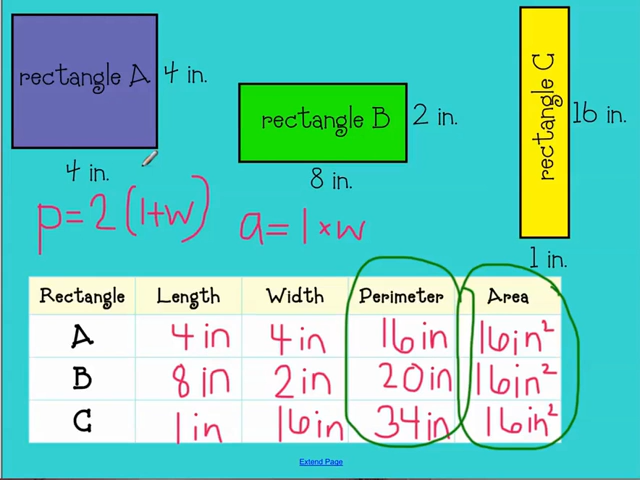 rectangle A
4 in.
4 in.
rectangle B
2 in.
8 in.
rectangle C
16 in.
1 in.
p=2(l+w)
a=l×w
Rectangle Length Width Perimeter Area
A 4 in 4 in 16 in 16 in²
B 8 in 2 in 20 in 16 in²
C 1 in 16 in 34 in 16 in²
Extend Page